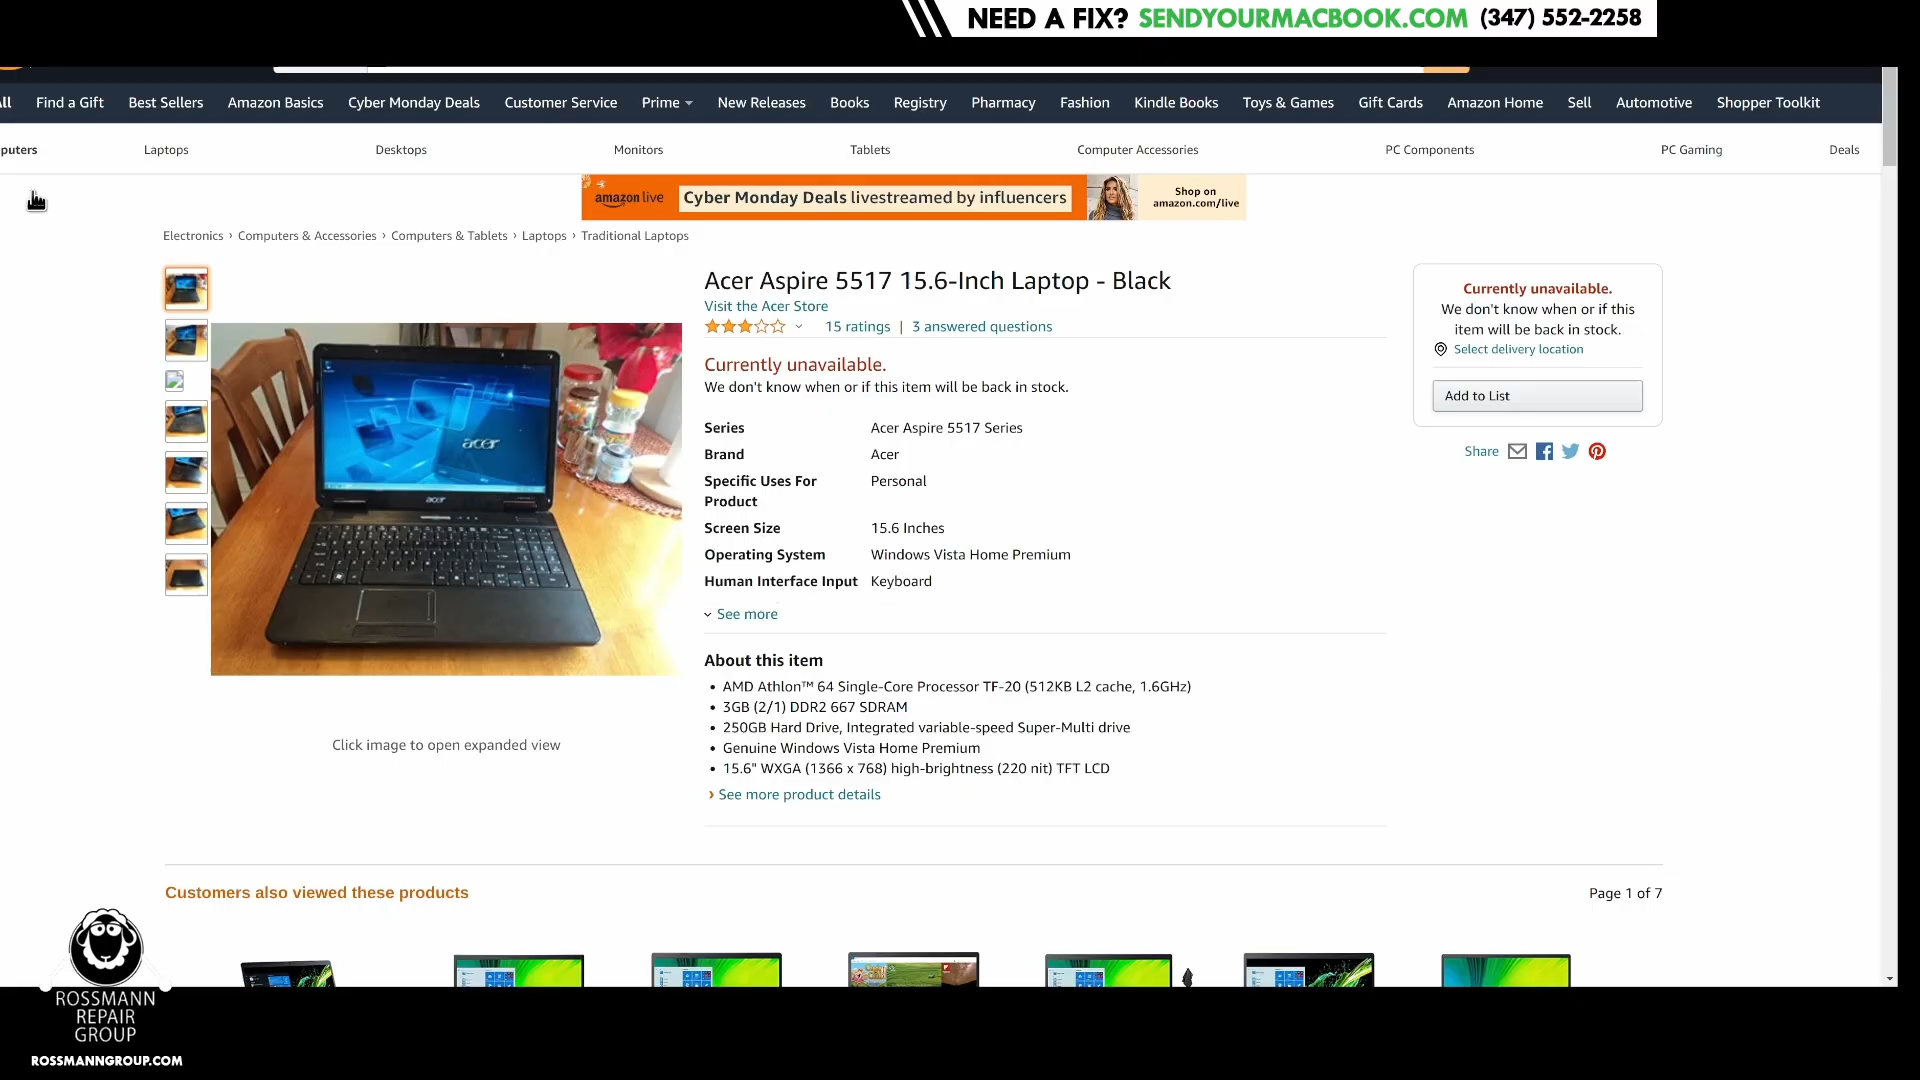 NEED A FIX? SENDYOURMACBOOK.COM (347) 552-2258
Find a Gift Best Sellers Amazon Basics Cyber Monday Deals Customer Service Prime New Releases Books Registry Pharmacy Fashion Kindle Books Toys & Games Gift Cards Amazon Home Sell Automotive Shopper Toolkit
puters Laptops Desktops Monitors Tablets Computer Accessories PC Components PC Gaming Deals
amazon live Cyber Monday Deals livestreamed by influencers Shop on
amazon.com/live
Electronics › Computers & Accessories › Computers & Tablets › Laptops › Traditional Laptops
Acer Aspire 5517 15.6-Inch Laptop - Black
Visit the Acer Store
15 ratings | 3 answered questions
Currently unavailable.
We don't know when or if this item will be back in stock.
Series Acer Aspire 5517 Series
Brand Acer
Specific Uses For Personal
Product
Screen Size 15.6 Inches
Operating System Windows Vista Home Premium
Human Interface Input Keyboard
See more
About this item
• AMD Athlon™ 64 Single-Core Processor TF-20 (512KB L2 cache, 1.6GHz)
• 3GB (2/1) DDR2 667 SDRAM
• 250GB Hard Drive, Integrated variable-speed Super-Multi drive
• Genuine Windows Vista Home Premium
• 15.6" WXGA (1366 x 768) high-brightness (220 nit) TFT LCD
› See more product details
Currently unavailable.
We don't know when or if this
item will be back in stock.
Select delivery location
Add to List
Share
acer
acer
Click image to open expanded view
Customers also viewed these products
Page 1 of 7
ROSSMANN
REPAIR
GROUP
ROSSMANNGROUP.COM